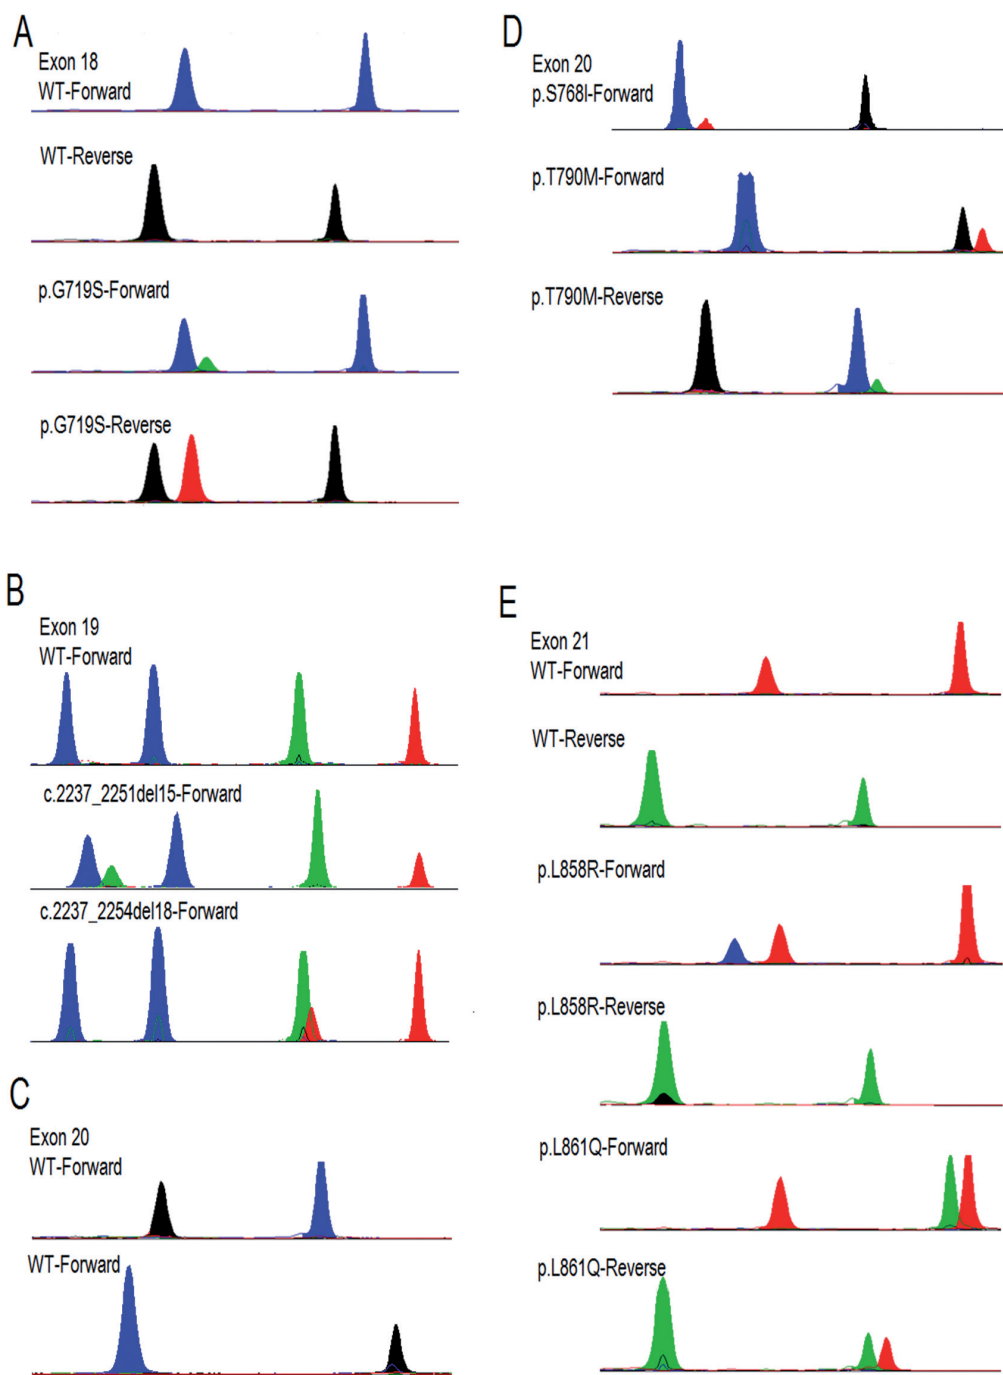 A
Exon 18
WT-Forward
WT-Reverse
p.G719S-Forward
p.G719S-Reverse
B
Exon 19
WT-Forward
c.2237_2251del15-Forward
c.2237_2254del18-Forward
C
Exon 20
WT-Forward
WT-Forward
D
Exon 20
p.S768I-Forward
p.T790M-Forward
p.T790M-Reverse
E
Exon 21
WT-Forward
WT-Reverse
p.L858R-Forward
p.L858R-Reverse
p.L861Q-Forward
p.L861Q-Reverse